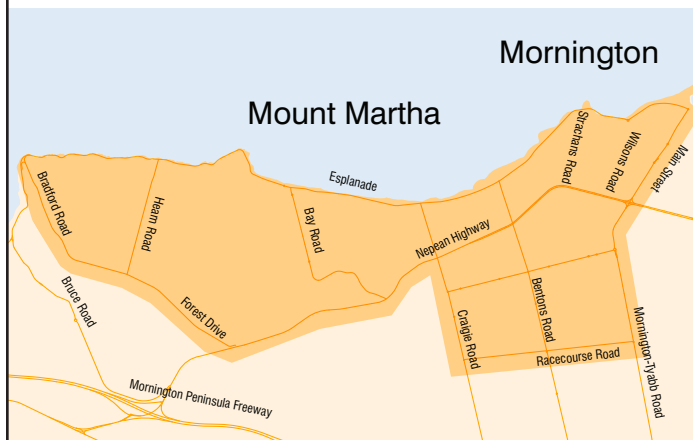 Mornington
Mount Martha
Strachans Road
Wilsons Road
Main Street
Esplanade
Bradford Road
Hearn Road
Bay Road
Nepean Highway
Bruce Road
Forest Drive
Craigie Road
Bentons Road
Mornington-Tyabb Road
Racecourse Road
Mornington Peninsula Freeway